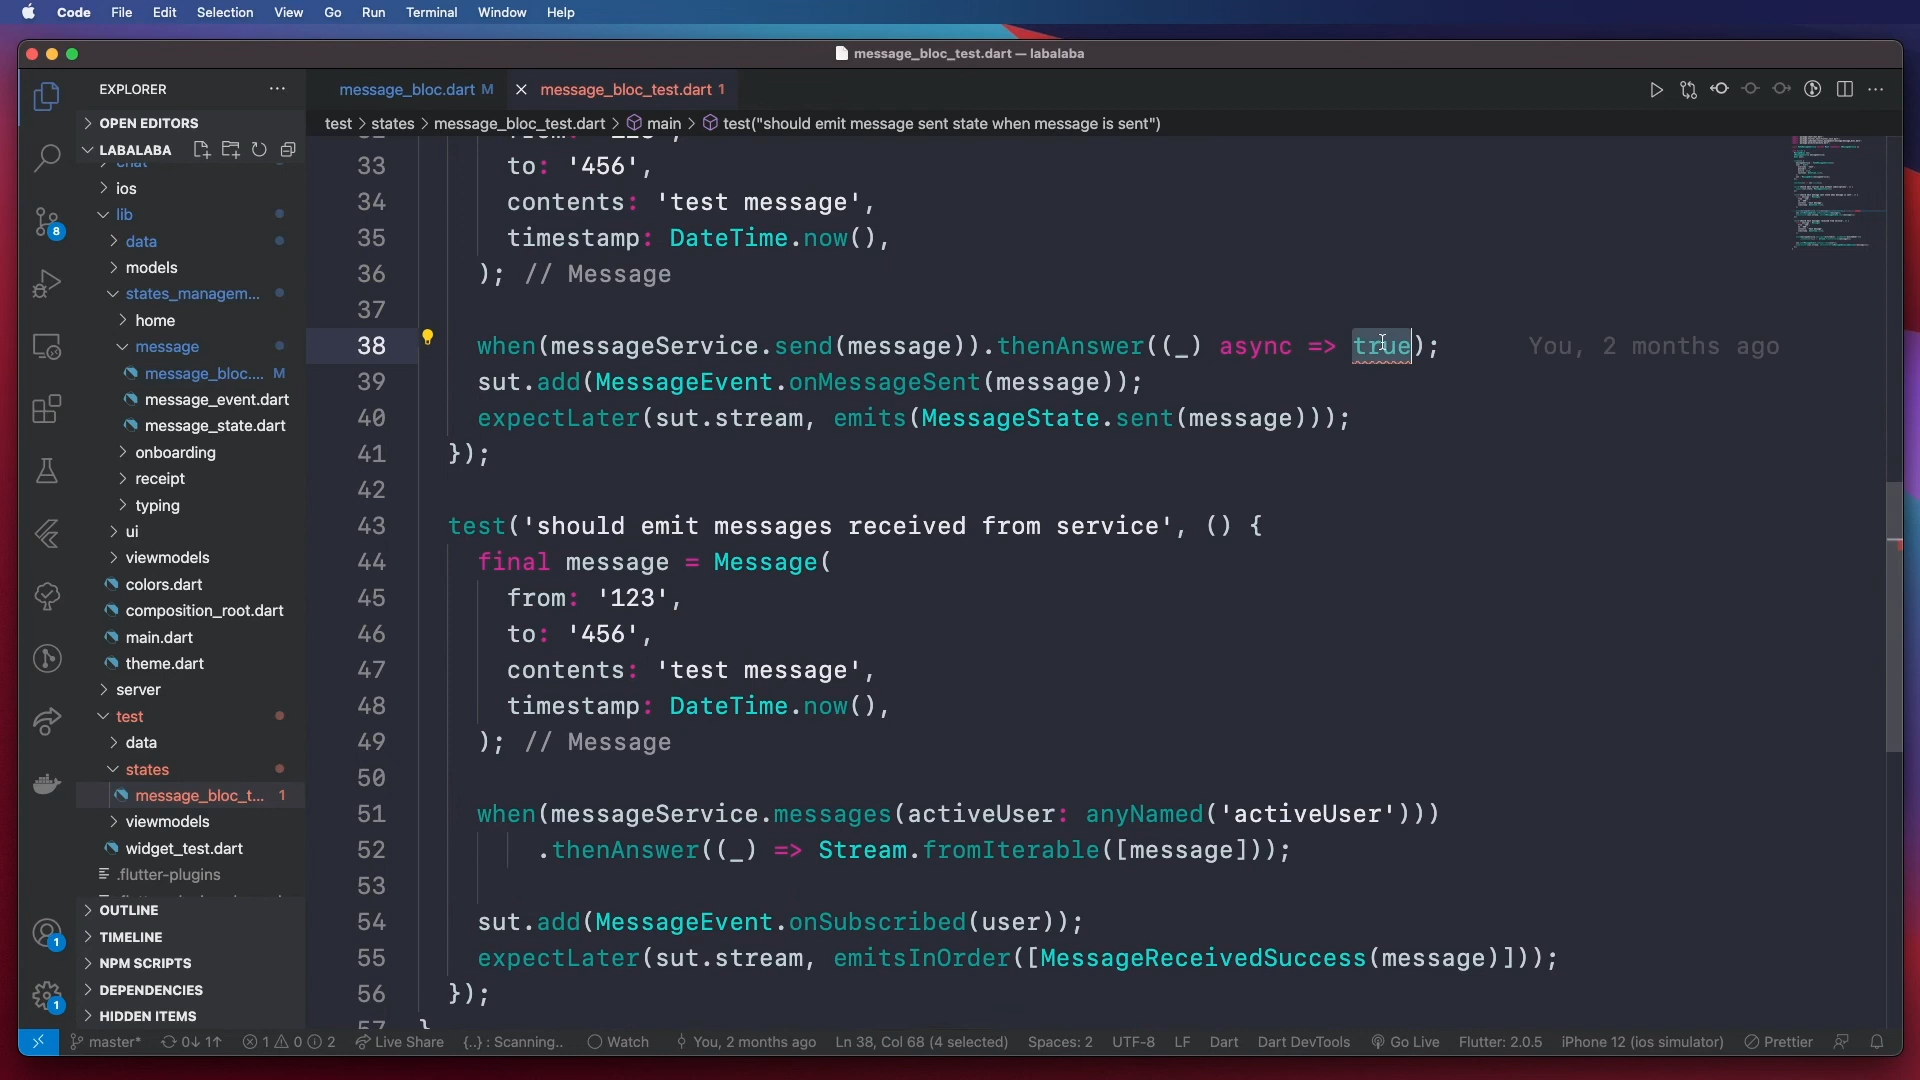 Code File Edit Selection View Go Run Terminal Window Help
message_bloc_test.dart — labalaba
EXPLORER
message_bloc.dart M
message_bloc_test.dart 1
OPEN EDITORS
test > states > message_bloc_test.dart > main > test("should emit message sent state when message is sent")
LABALABA
ios
lib
data
models
states_managem...
home
message
message_bloc.... M
message_event.dart
message_state.dart
onboarding
receipt
typing
ui
viewmodels
colors.dart
composition_root.dart
main.dart
theme.dart
server
test
data
states
message_bloc_t... 1
viewmodels
widget_test.dart
.flutter-plugins
OUTLINE
TIMELINE
NPM SCRIPTS
DEPENDENCIES
HIDDEN ITEMS
8
1
1
33 to: '456',
34 contents: 'test message',
35 timestamp: DateTime.now(),
36 ); // Message
37
38 when(messageService.send(message)).thenAnswer((_) async => true); You, 2 months ago
39 sut.add(MessageEvent.onMessageSent(message));
40 expectLater(sut.stream, emits(MessageState.sent(message)));
41 });
42
43 test('should emit messages received from service', () {
44 final message = Message(
45 from: '123',
46 to: '456',
47 contents: 'test message',
48 timestamp: DateTime.now(),
49 ); // Message
50
51 when(messageService.messages(activeUser: anyNamed('activeUser')))
52 .thenAnswer((_) => Stream.fromIterable([message]));
53
54 sut.add(MessageEvent.onSubscribed(user));
55 expectLater(sut.stream, emitsInOrder([MessageReceivedSuccess(message)]));
56 });
57 }
master* 0↓ 1↑ 1 0 2 Live Share {..} : Scanning.. Watch You, 2 months ago Ln 38, Col 68 (4 selected) Spaces: 2 UTF-8 LF Dart Dart DevTools Go Live Flutter: 2.0.5 iPhone 12 (ios simulator) Prettier